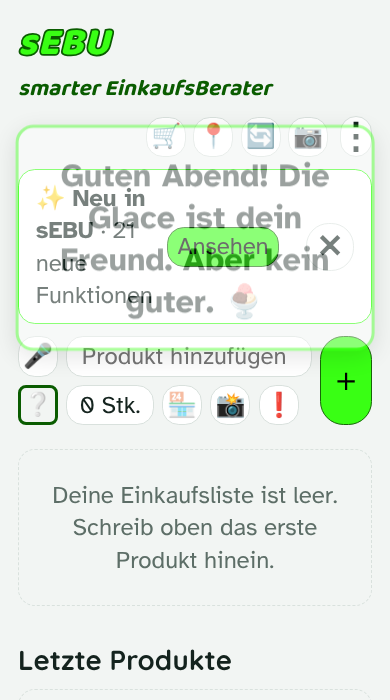 sEBU
smarter EinkaufsBerater
Guten Abend! Die
Glace ist dein
Freund. Aber kein
guter. 🍨
✨ Neu in
sEBU · 21
neue
Funktionen
Ansehen
✕
Produkt hinzufügen
+
0 Stk.
Deine Einkaufsliste ist leer.
Schreib oben das erste
Produkt hinein.
Letzte Produkte